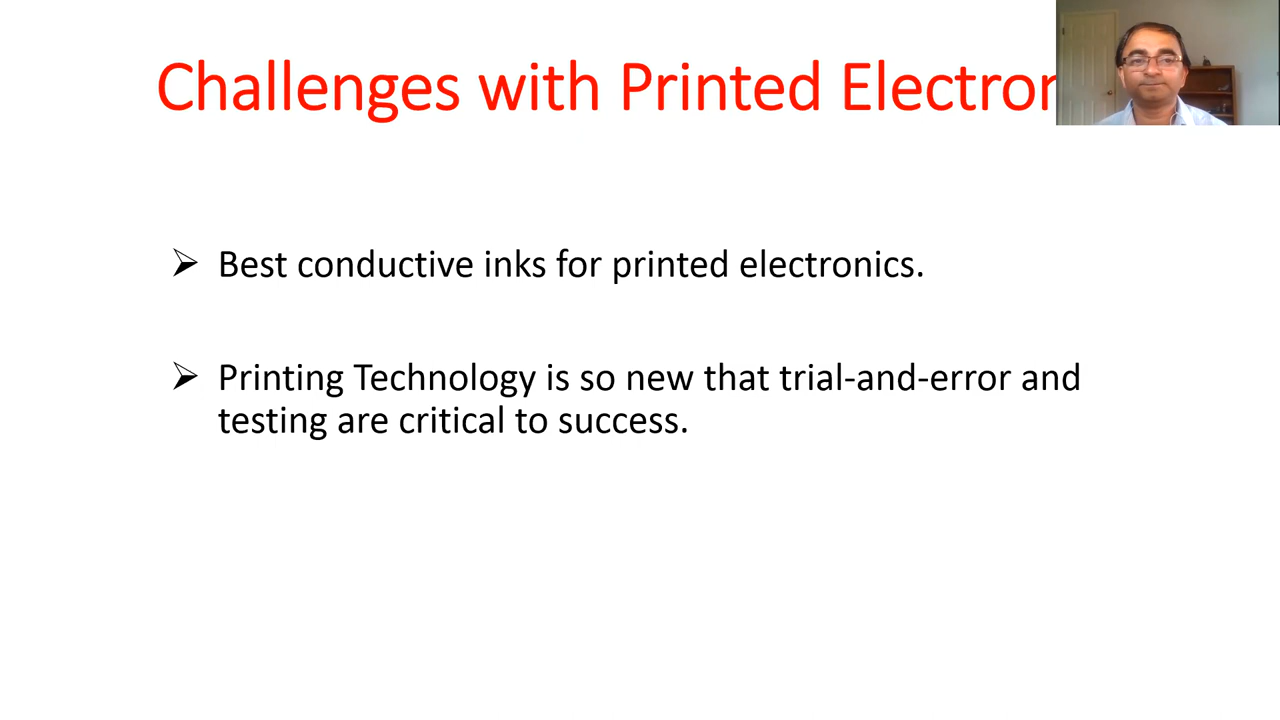 Challenges with Printed Electron
➢ Best conductive inks for printed electronics.
➢ Printing Technology is so new that trial-and-error and
testing are critical to success.